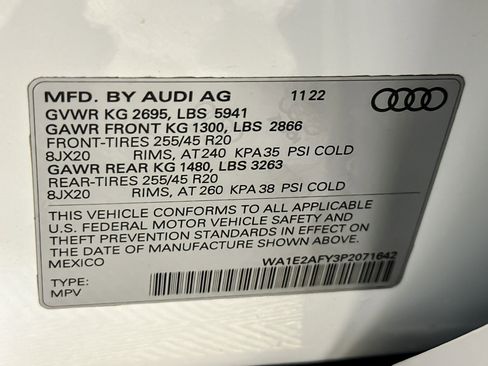 MFD. BY AUDI AG 11 22
GVWR KG 2695, LBS 5941
GAWR FRONT KG 1300, LBS 2866
FRONT-TIRES 255/45 R20
8JX20 RIMS, AT 240 KPA 35 PSI COLD
GAWR REAR KG 1480, LBS 3263
REAR-TIRES 255/45 R20
8JX20 RIMS, AT 260 KPA 38 PSI COLD
THIS VEHICLE CONFORMS TO ALL APPLICABLE
U.S. FEDERAL MOTOR VEHICLE SAFETY AND
THEFT PREVENTION STANDARDS IN EFFECT ON
THE DATE OF MANUFACTURE SHOWN ABOVE.
MEXICO WA1E2AFY3P2071642
TYPE:
MPV